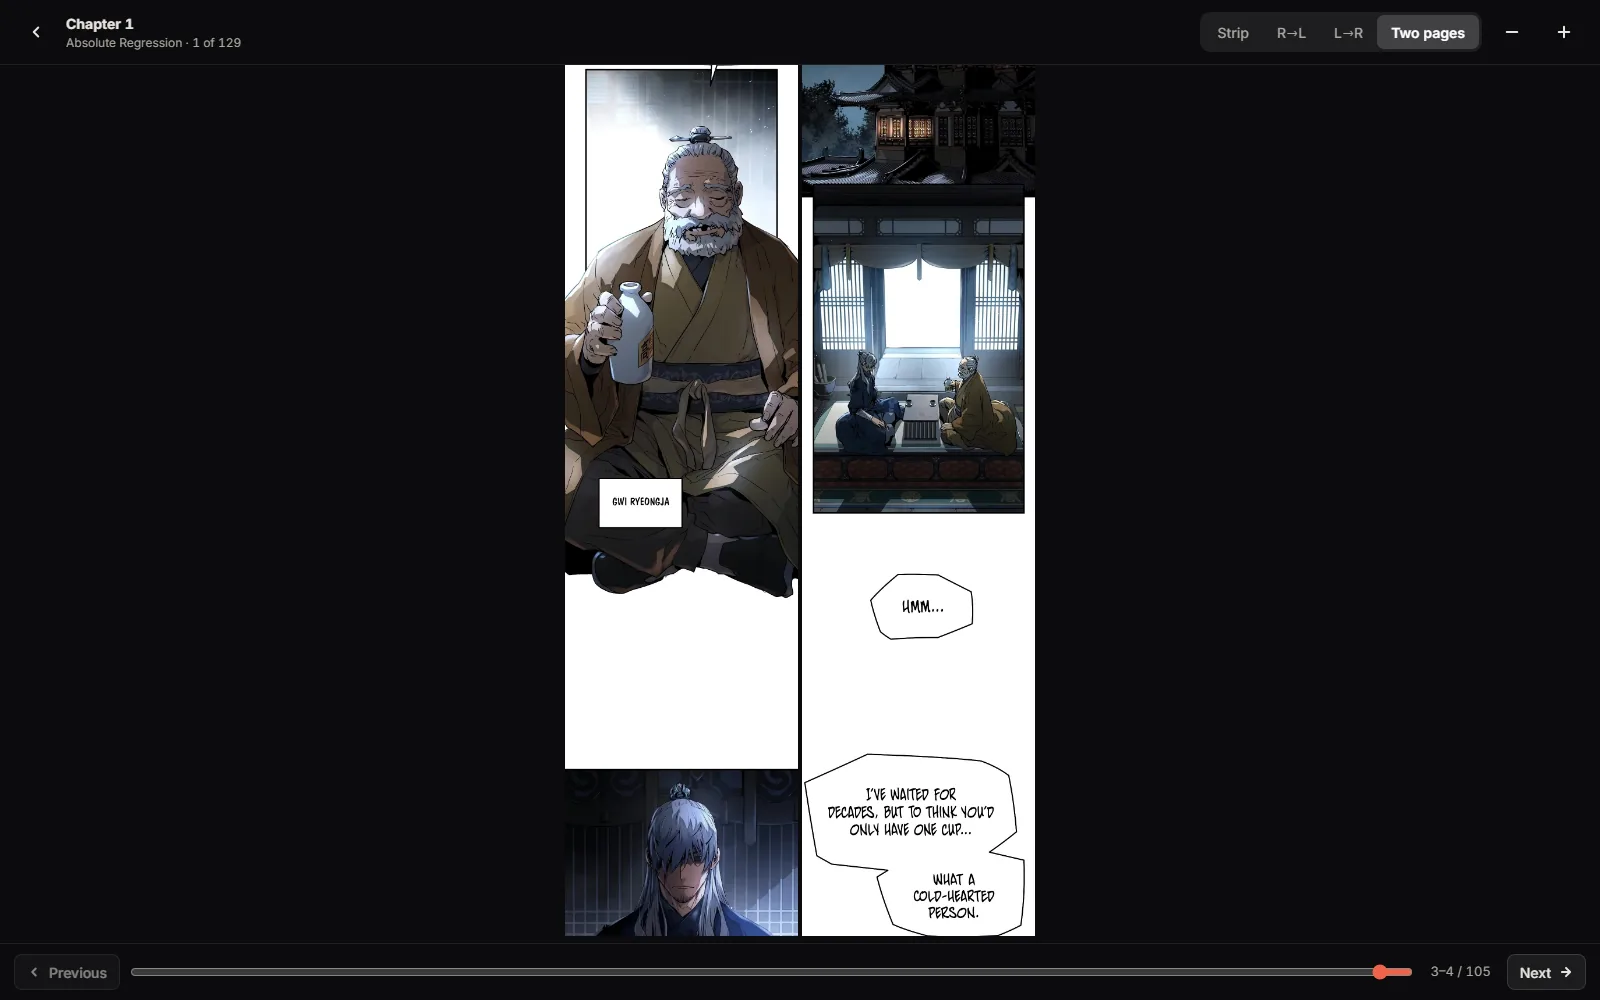 Chapter 1
Absolute Regression · 1 of 129
Strip
R→L
L→R
Two pages
GWI RYEONGJA
HMM...
I'VE WAITED FOR
DECADES, BUT TO THINK YOU'D
ONLY HAVE ONE CUP...
WHAT A
COLD-HEARTED
PERSON.
Previous
3–4 / 105
Next